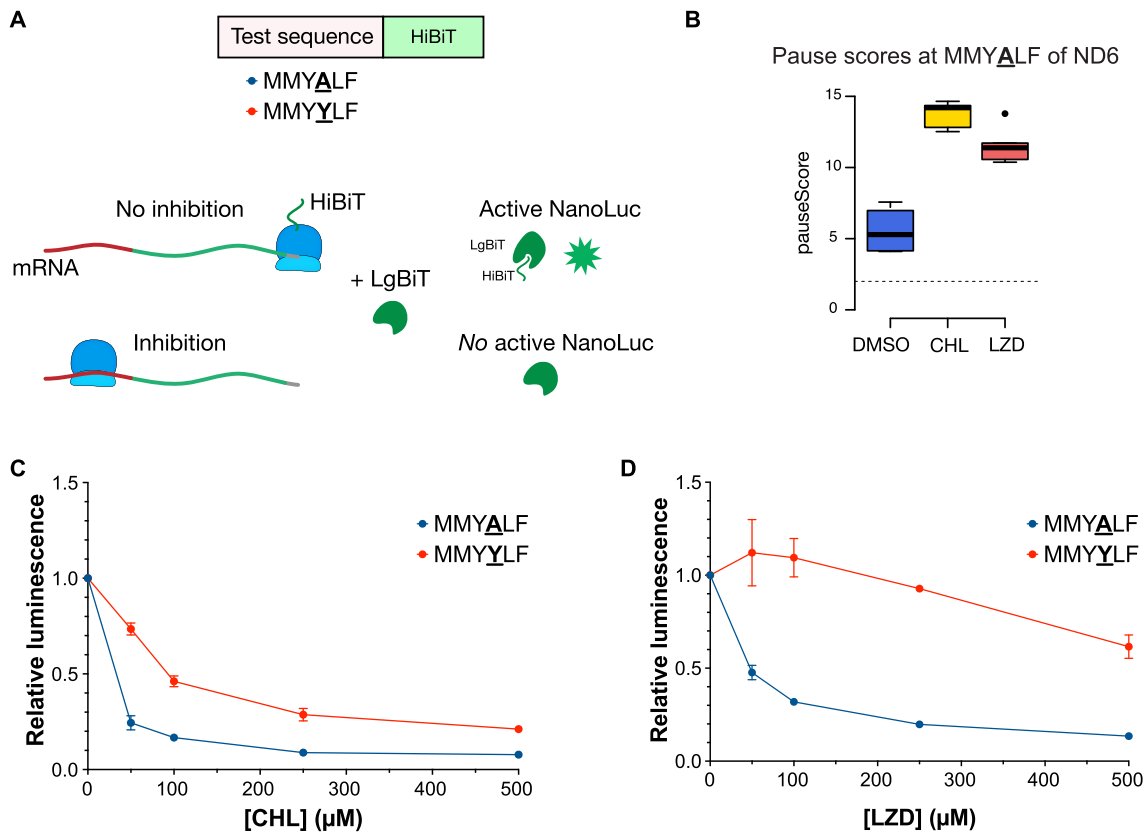 A
Test sequence
HiBiT
MMYALF
MMYYLF
No inhibition
HiBiT
mRNA
+ LgBiT
Active NanoLuc
LgBiT
HiBiT
Inhibition
No active NanoLuc
B
Pause scores at MMYALF of ND6
pauseScore
15
10
5
0
DMSO
CHL
LZD
C
Relative luminescence
1.5
1.0
0.5
0.0
0
100
200
300
400
500
[CHL] (µM)
MMYALF
MMYYLF
D
Relative luminescence
1.5
1.0
0.5
0.0
0
100
200
300
400
500
[LZD] (µM)
MMYALF
MMYYLF